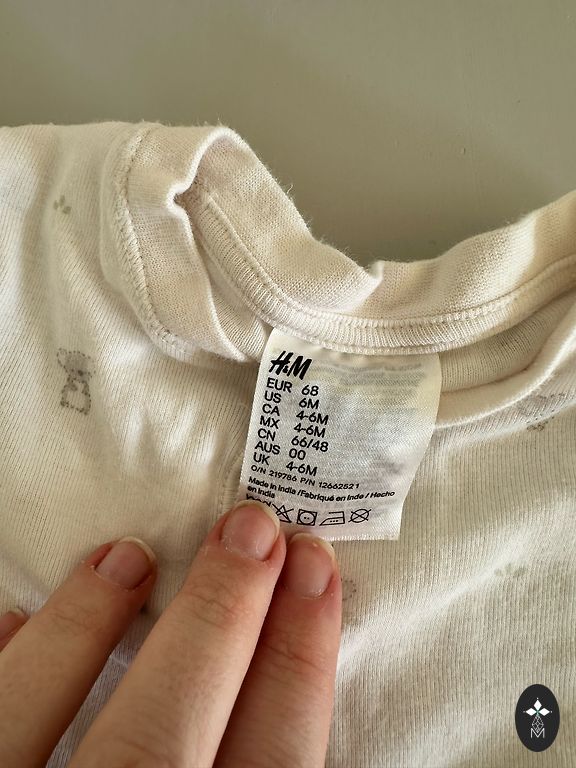 H&M
EUR 68
US 6M
CA 4-6M
MX 4-6M
CN 66/48
AUS 00
UK 4-6M
O/N 219786 P/N 12662521
Made in India / Fabriqué en Inde / Hecho
en India